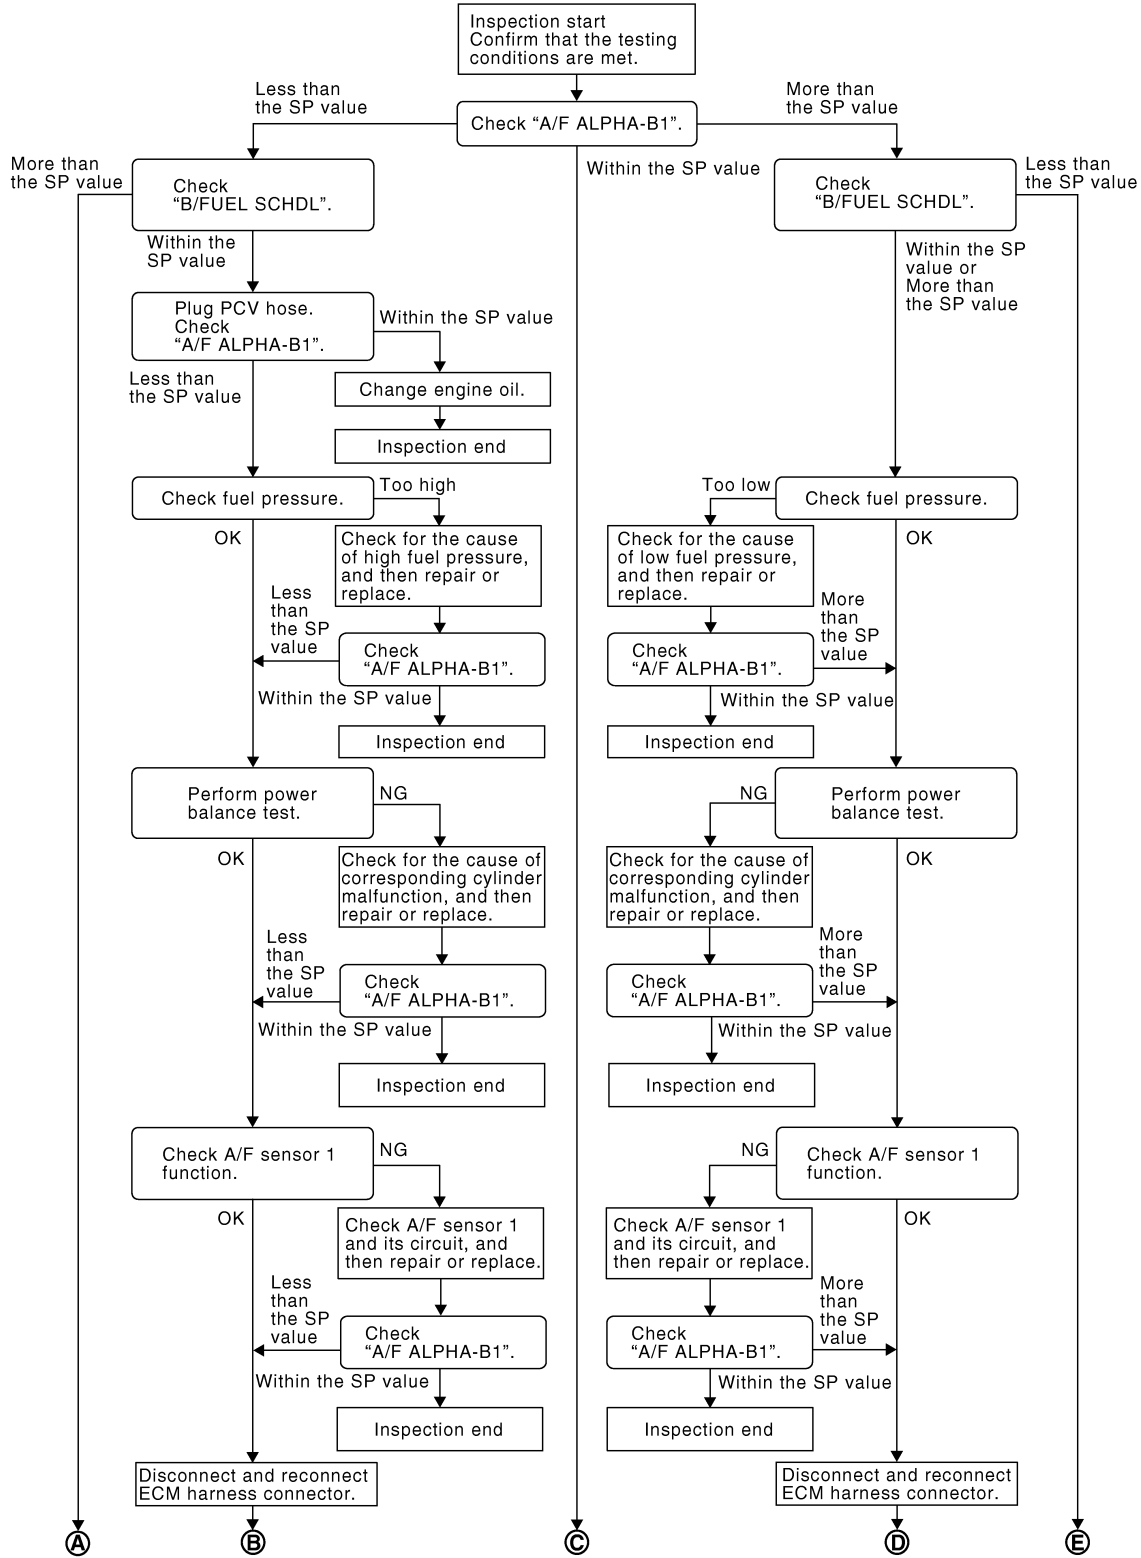 Inspection start
Confirm that the testing
conditions are met.
Less than
the SP value
More than
the SP value
Check “A/F ALPHA-B1”.
More than
the SP value
Check
“B/FUEL SCHDL”.
Within the SP value
Check
“B/FUEL SCHDL”.
Less than
the SP value
Within the
SP value
Within the SP
value or
More than
the SP value
Plug PCV hose.
Check
“A/F ALPHA-B1”.
Within the SP value
Less than
the SP value
Change engine oil.
Inspection end
Check fuel pressure.
Too high
Too low
Check fuel pressure.
OK
Check for the cause
of high fuel pressure,
and then repair or
replace.
Check for the cause
of low fuel pressure,
and then repair or
replace.
OK
Less
than
the SP
value
Check
“A/F ALPHA-B1”.
Check
“A/F ALPHA-B1”.
More
than
the SP
value
Within the SP value
Within the SP value
Inspection end
Inspection end
Perform power
balance test.
NG
NG
Perform power
balance test.
OK
Check for the cause of
corresponding cylinder
malfunction, and then
repair or replace.
Check for the cause of
corresponding cylinder
malfunction, and then
repair or replace.
OK
Less
than
the SP
value
Check
“A/F ALPHA-B1”.
Check
“A/F ALPHA-B1”.
More
than
the SP
value
Within the SP value
Within the SP value
Inspection end
Inspection end
Check A/F sensor 1
function.
NG
NG
Check A/F sensor 1
function.
OK
Check A/F sensor 1
and its circuit, and
then repair or replace.
Check A/F sensor 1
and its circuit, and
then repair or replace.
OK
Less
than
the SP
value
Check
“A/F ALPHA-B1”.
Check
“A/F ALPHA-B1”.
More
than
the SP
value
Within the SP value
Within the SP value
Inspection end
Inspection end
Disconnect and reconnect
ECM harness connector.
Disconnect and reconnect
ECM harness connector.
A
B
C
D
E